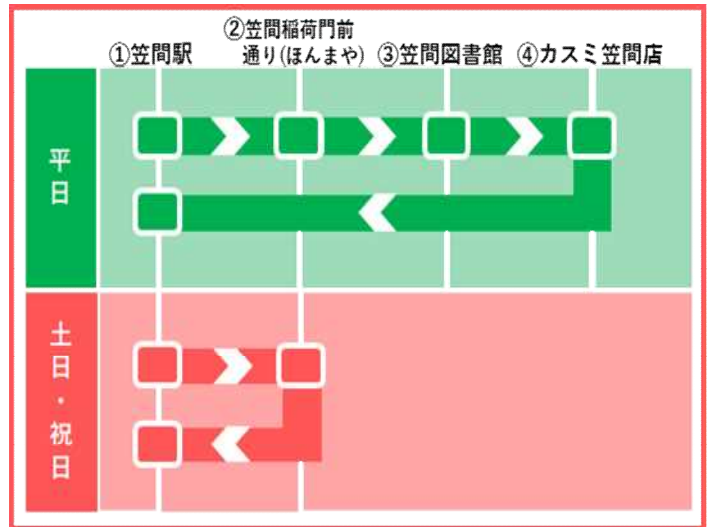 ①笠間駅
②笠間稲荷門前
通り(ほんまや)
③笠間図書館
④カスミ笠間店
平日
土日・祝日